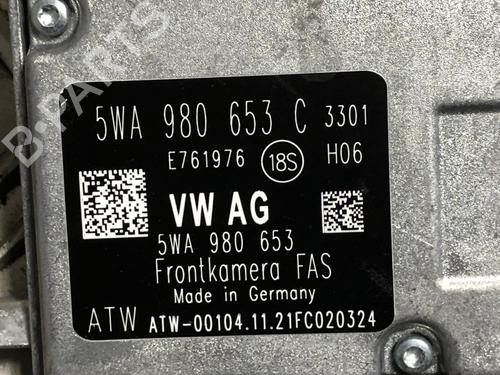 5WA 980 653 C 3301
E761976 18S H06
VW AG
5WA 980 653
Frontkamera FAS
Made in Germany
ATW ATW-00104.11.21FC020324
B-PARTS